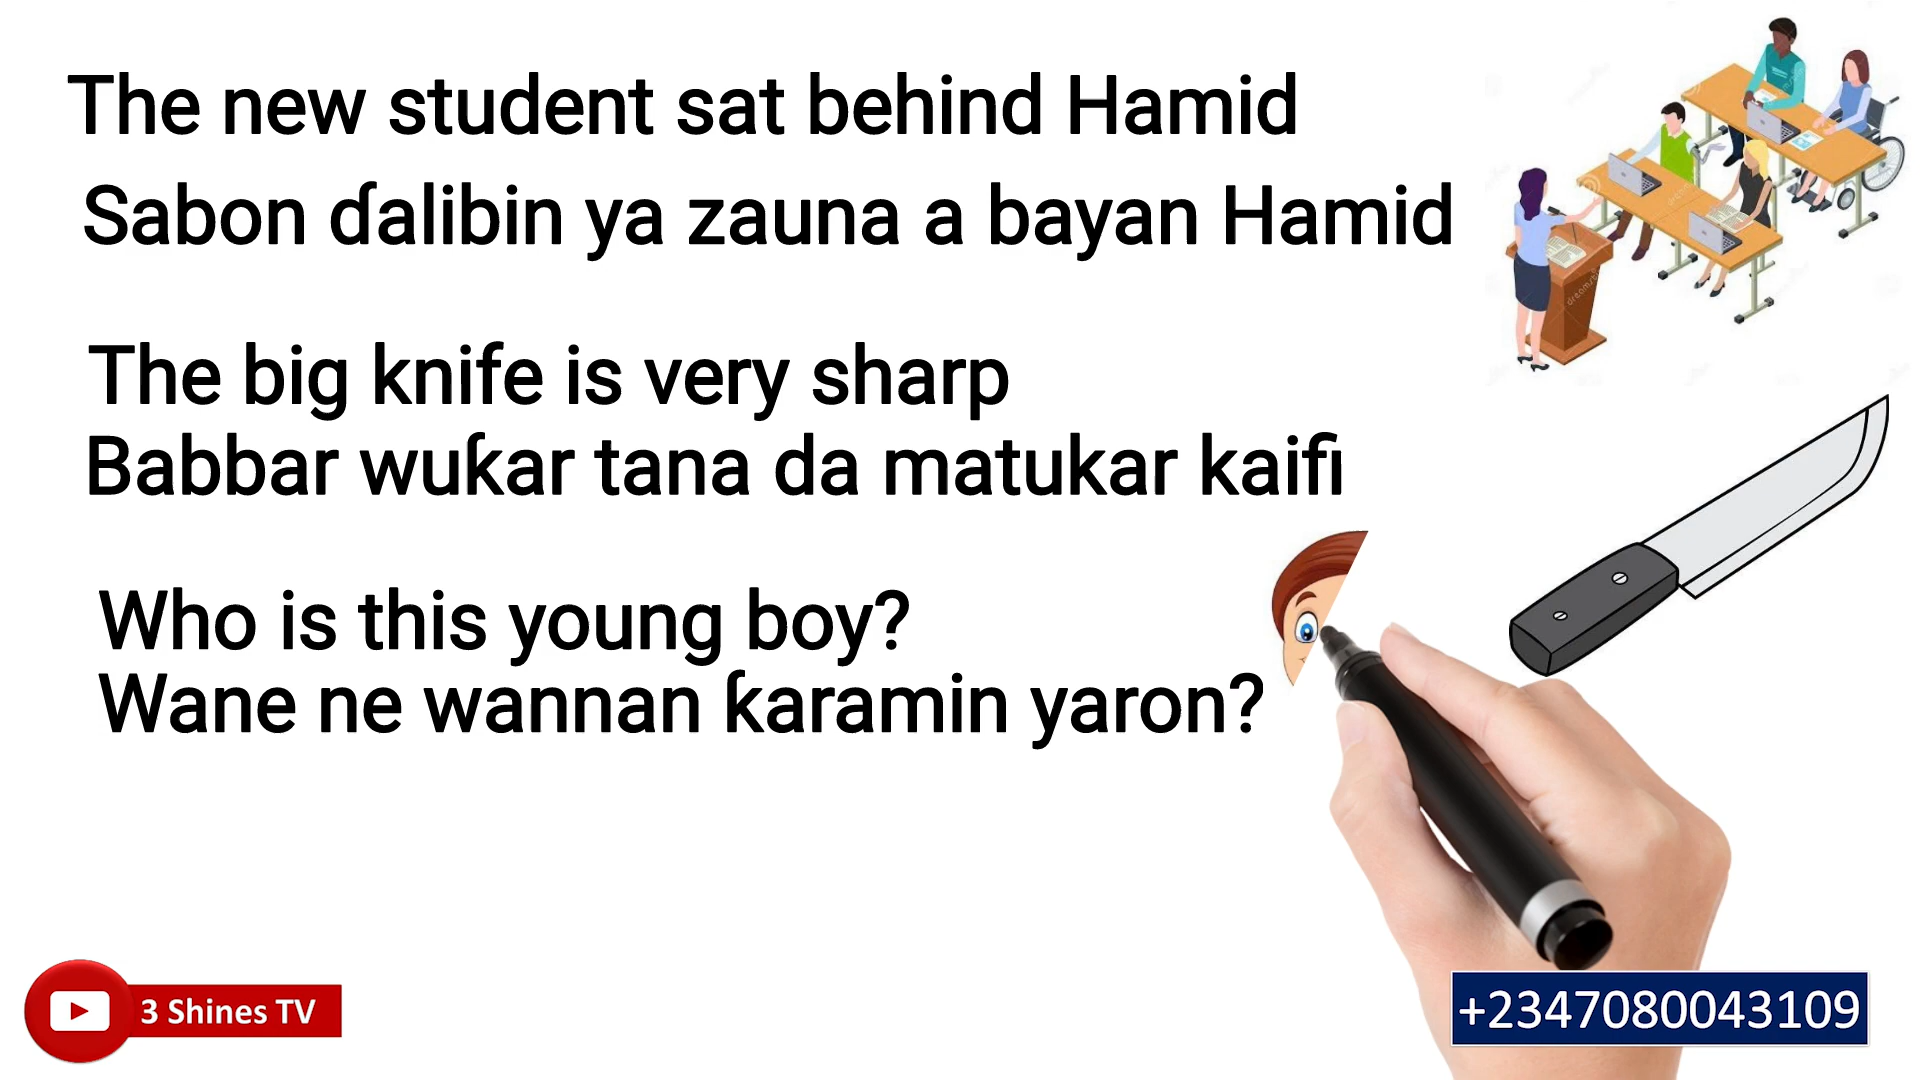 The new student sat behind Hamid
Sabon ɗalibin ya zauna a bayan Hamid
The big knife is very sharp
Babbar wuƙar tana da matukar kaifi
Who is this young boy?
Wane ne wannan ƙaramin yaron?
3 Shines TV
+2347080043109